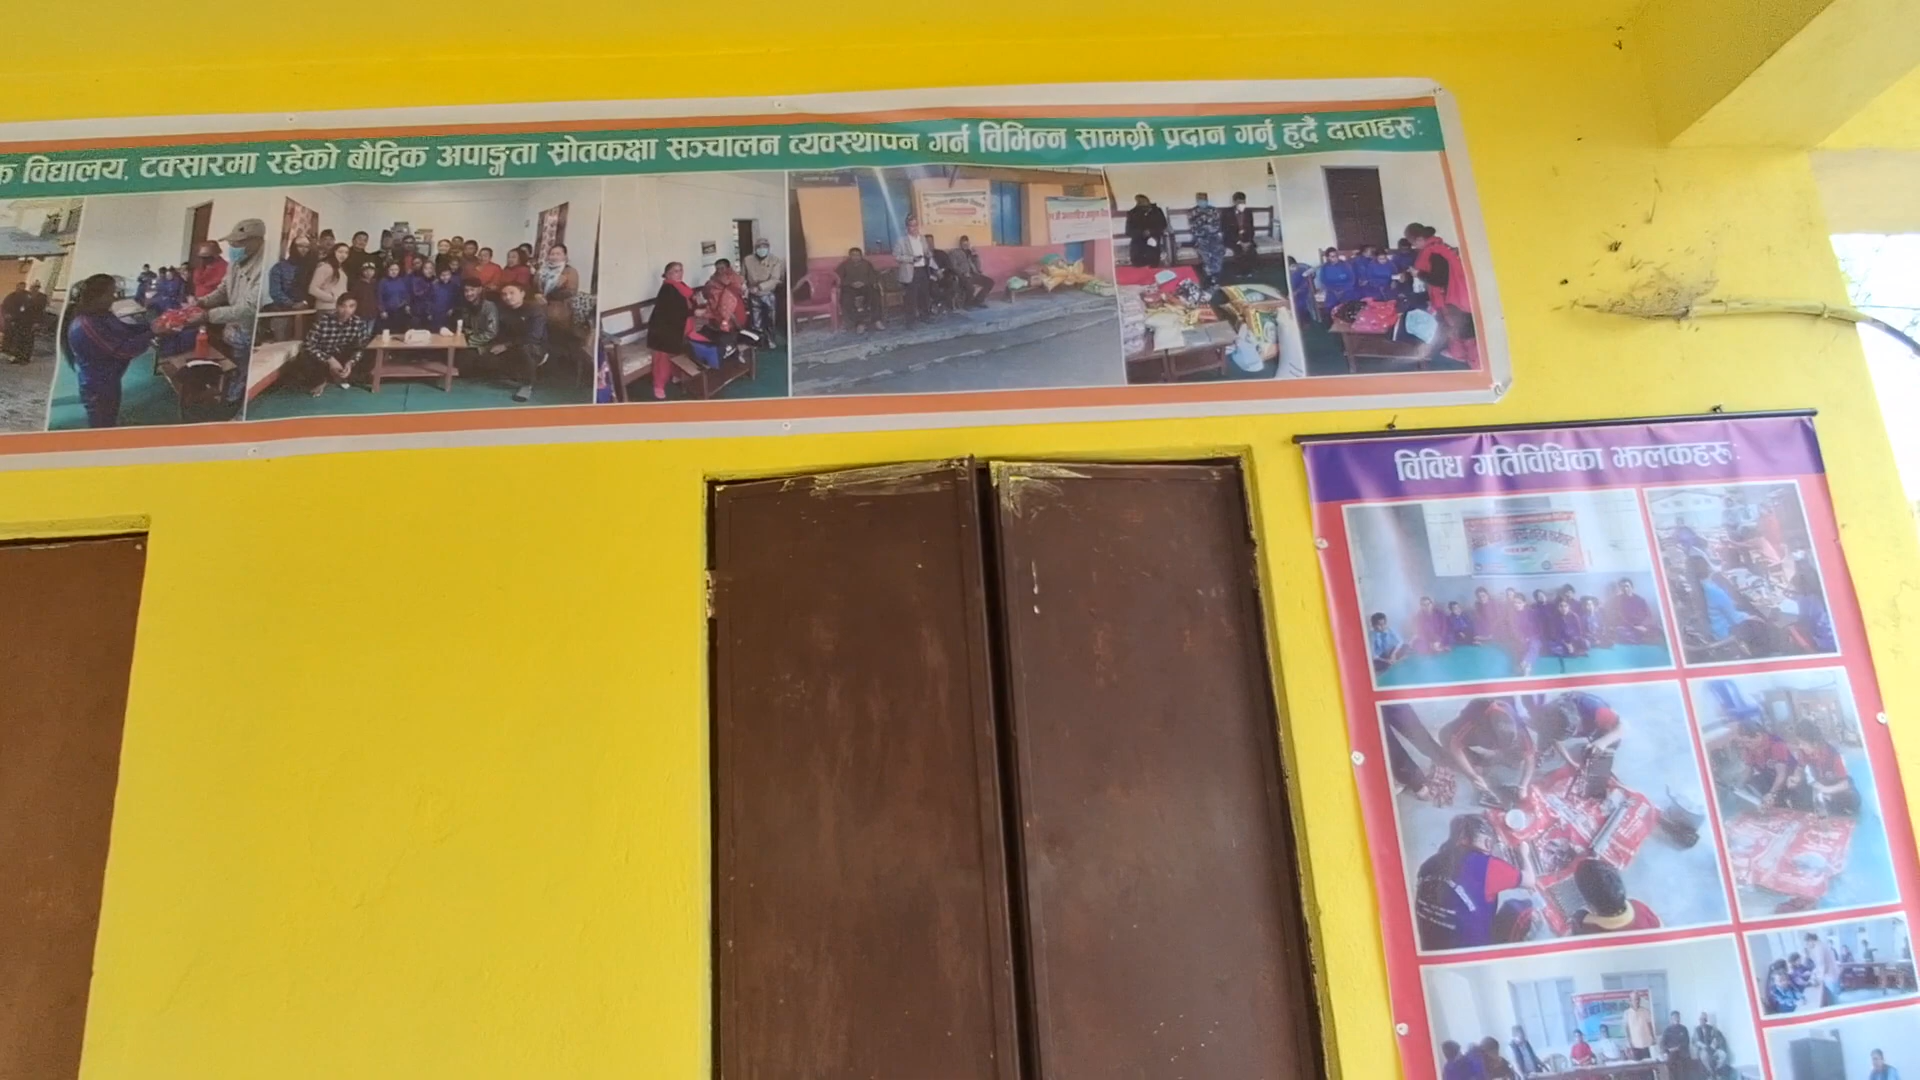 क विद्यालय, टक्सारमा रहेको बौद्धिक अपाङ्गता स्रोतकक्षा सञ्चालन व्यवस्थापन गर्न विभिन्न सामग्री प्रदान गर्नु हुदैँ दाताहरुः
विविध गतिविधिका झलकहरुः